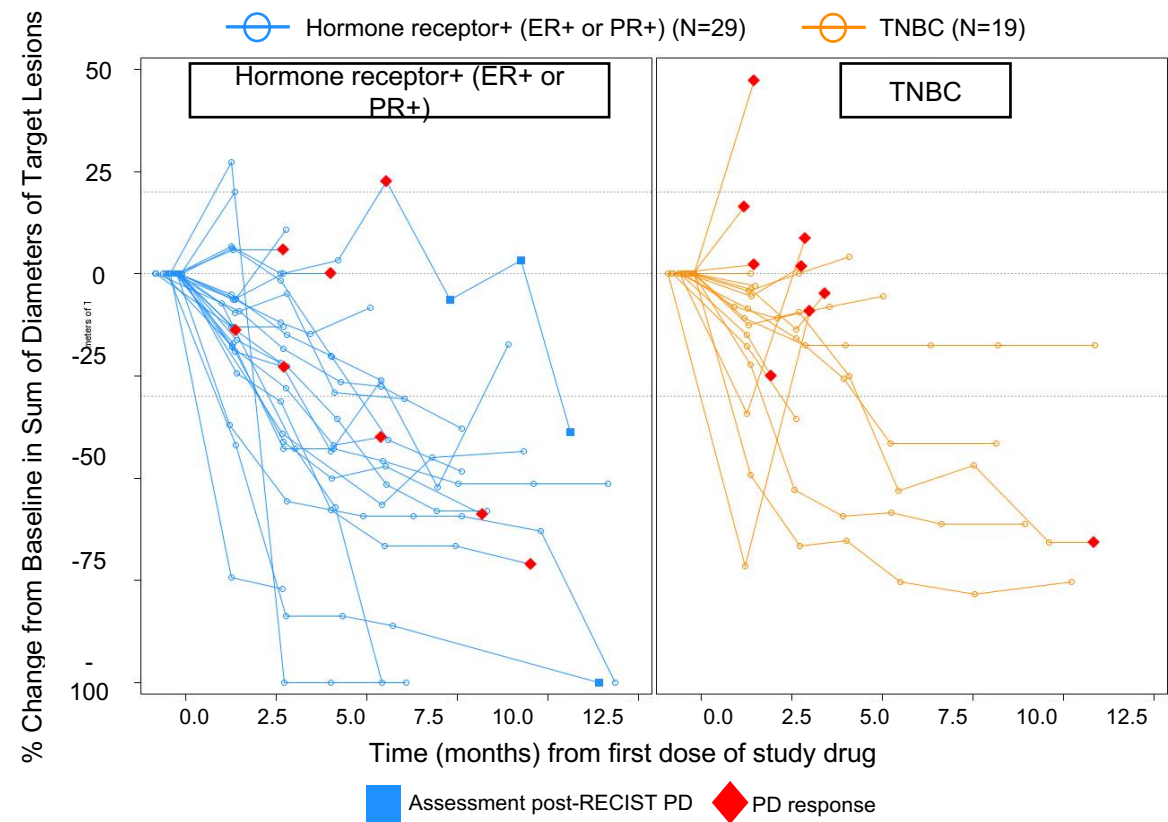 Hormone receptor+ (ER+ or PR+) (N=29)
TNBC (N=19)
% Change from Baseline in Sum of Diameters of Target Lesions
Hormone receptor+ (ER+ or
PR+)
TNBC
50
25
0
meters of
-25
-50
-75
-
100
0.0 2.5 5.0 7.5 10.0 12.5
0.0 2.5 5.0 7.5 10.0 12.5
Time (months) from first dose of study drug
Assessment post-RECIST PD
PD response